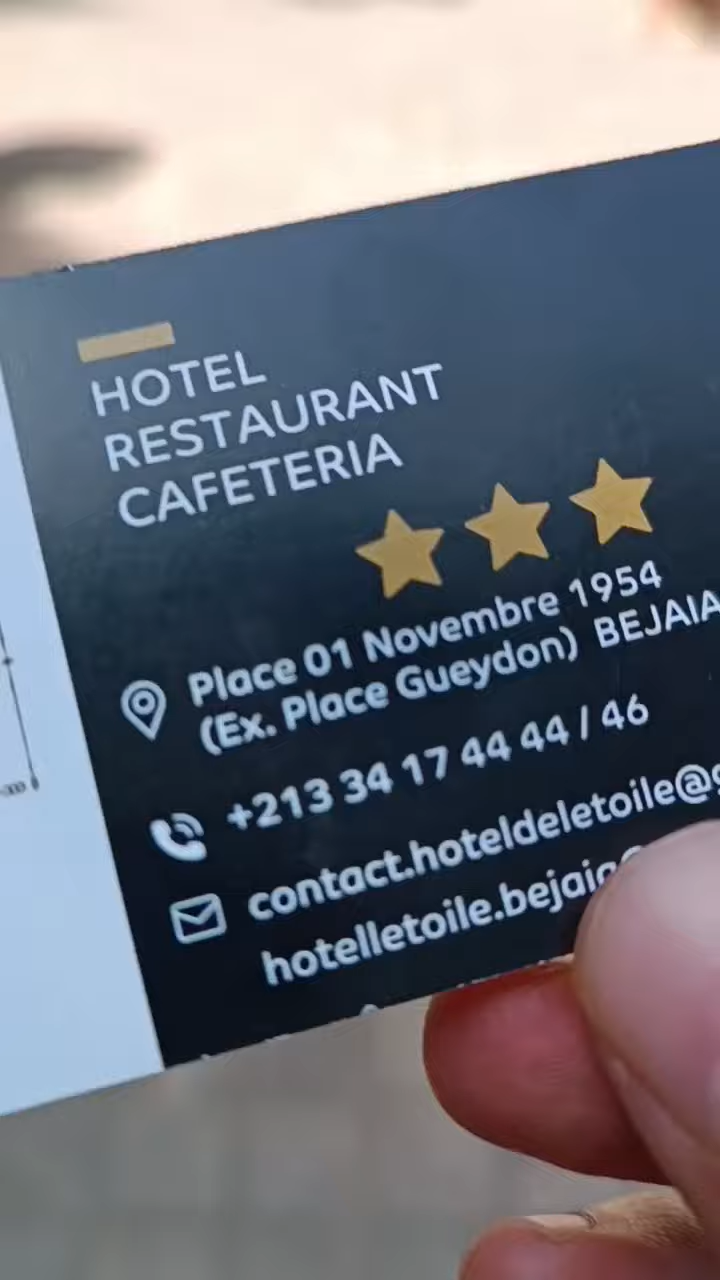 HOTEL
RESTAURANT
CAFETERIA
Place 01 Novembre 1954
(Ex. Place Gueydon) BEJAIA
+213 34 17 44 44 / 46
contact.hoteldeletoile@g
hotelletoile.bejaia